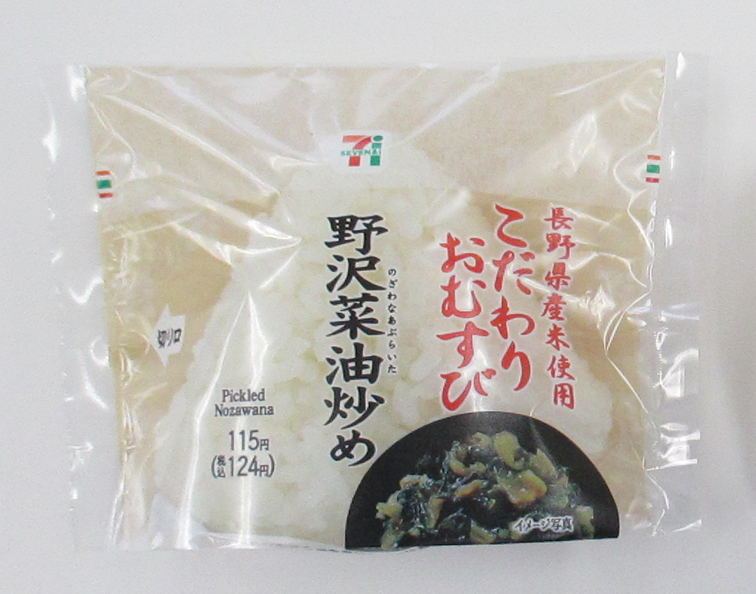 SEVEN & i
長野県産米使用
こだわり
おむすび
野沢菜油炒め
のざわなあぶらいた
切り口
Pickled
Nozawana
115円
(税込124円)
イメージ写真